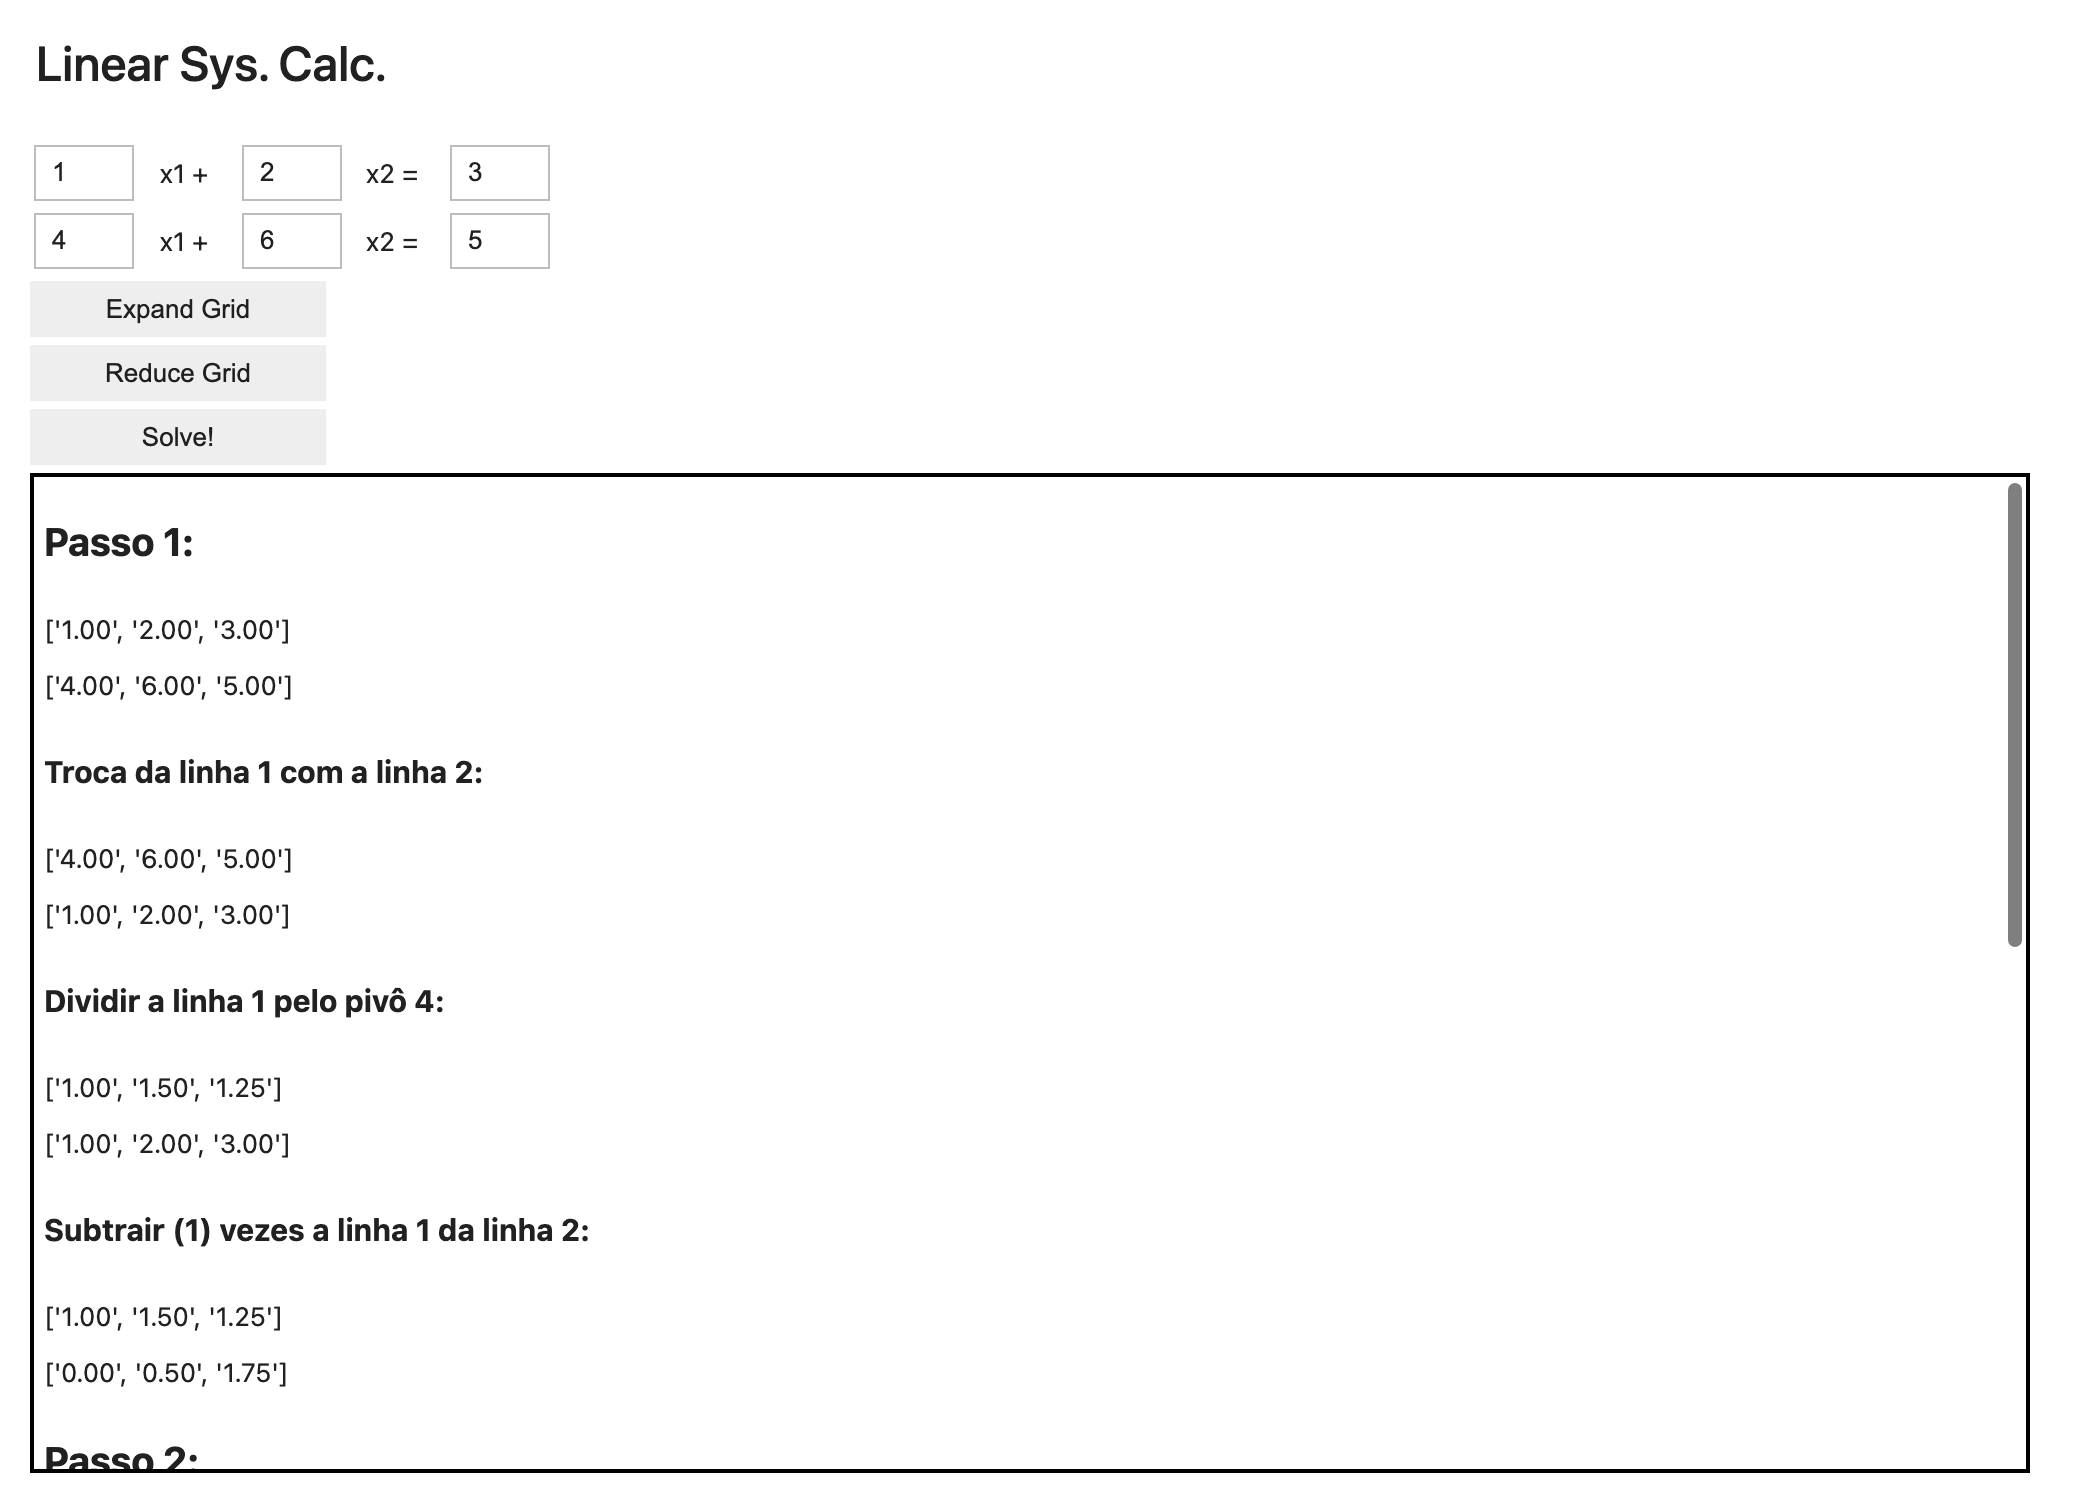 Linear Sys. Calc.
1 x1 + 2 x2 = 3
4 x1 + 6 x2 = 5
Expand Grid
Reduce Grid
Solve!
Passo 1:
['1.00', '2.00', '3.00']
['4.00', '6.00', '5.00']
Troca da linha 1 com a linha 2:
['4.00', '6.00', '5.00']
['1.00', '2.00', '3.00']
Dividir a linha 1 pelo pivô 4:
['1.00', '1.50', '1.25']
['1.00', '2.00', '3.00']
Subtrair (1) vezes a linha 1 da linha 2:
['1.00', '1.50', '1.25']
['0.00', '0.50', '1.75']
Passo 2: